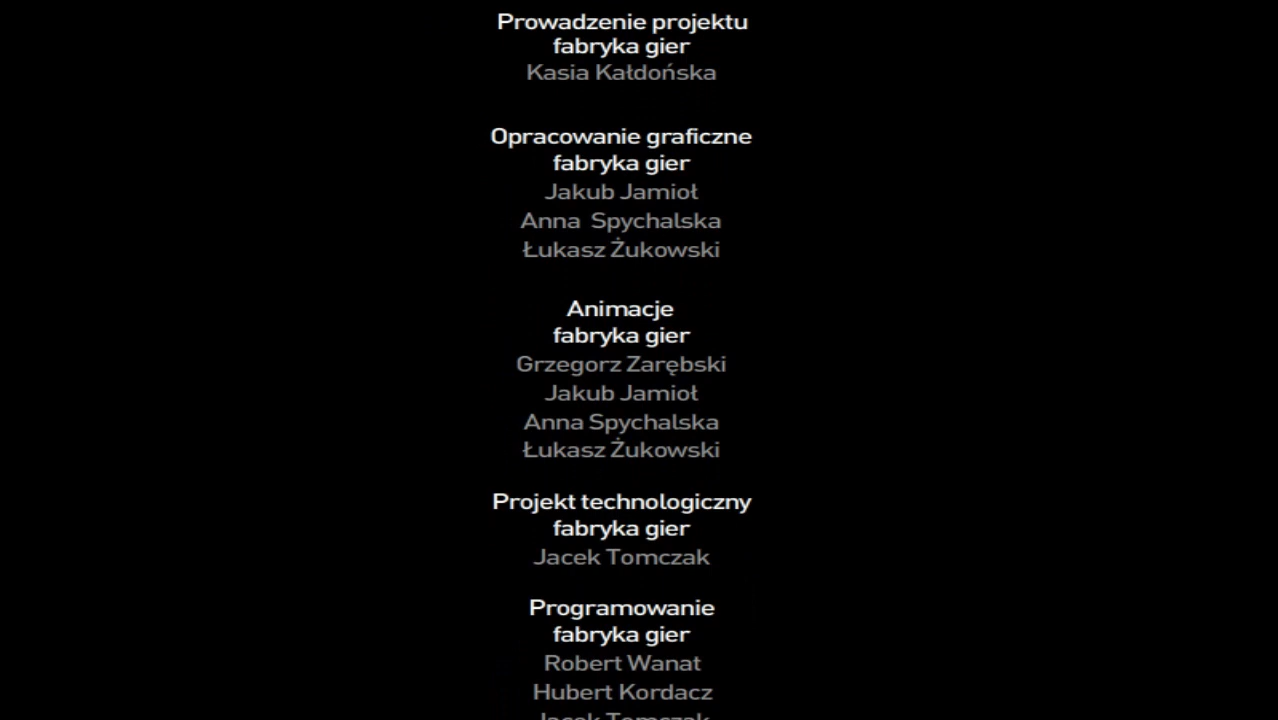 Prowadzenie projektu
fabryka gier
Kasia Kałdońska
Opracowanie graficzne
fabryka gier
Jakub Jamioł
Anna Spychalska
Łukasz Żukowski
Animacje
fabryka gier
Grzegorz Zarębski
Jakub Jamioł
Anna Spychalska
Łukasz Żukowski
Projekt technologiczny
fabryka gier
Jacek Tomczak
Programowanie
fabryka gier
Robert Wanat
Hubert Kordacz
Jacek Tomczak